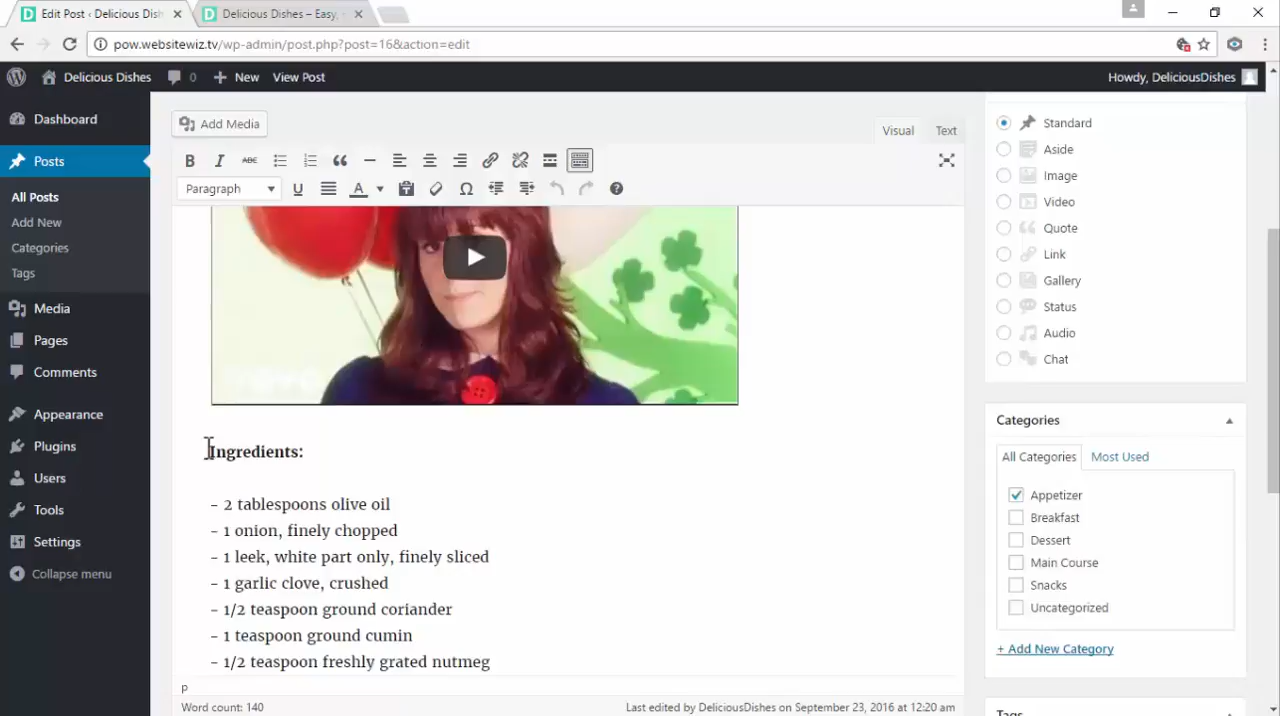 Edit Post ‹ Delicious Dish
Delicious Dishes – Easy,
pow.websitewiz.tv/wp-admin/post.php?post=16&action=edit
Delicious Dishes
0
New
View Post
Howdy, DeliciousDishes
Dashboard
Posts
All Posts
Add New
Categories
Tags
Media
Pages
Comments
Appearance
Plugins
Users
Tools
Settings
Collapse menu
Add Media
Visual
Text
B I ABC
Paragraph
U A Ω
Ingredients:
- 2 tablespoons olive oil
- 1 onion, finely chopped
- 1 leek, white part only, finely sliced
- 1 garlic clove, crushed
- 1/2 teaspoon ground coriander
- 1 teaspoon ground cumin
- 1/2 teaspoon freshly grated nutmeg
p
Word count: 140
Last edited by DeliciousDishes on September 23, 2016 at 12:20 am
Standard
Aside
Image
Video
Quote
Link
Gallery
Status
Audio
Chat
Categories
All Categories
Most Used
Appetizer
Breakfast
Dessert
Main Course
Snacks
Uncategorized
+ Add New Category
Tags